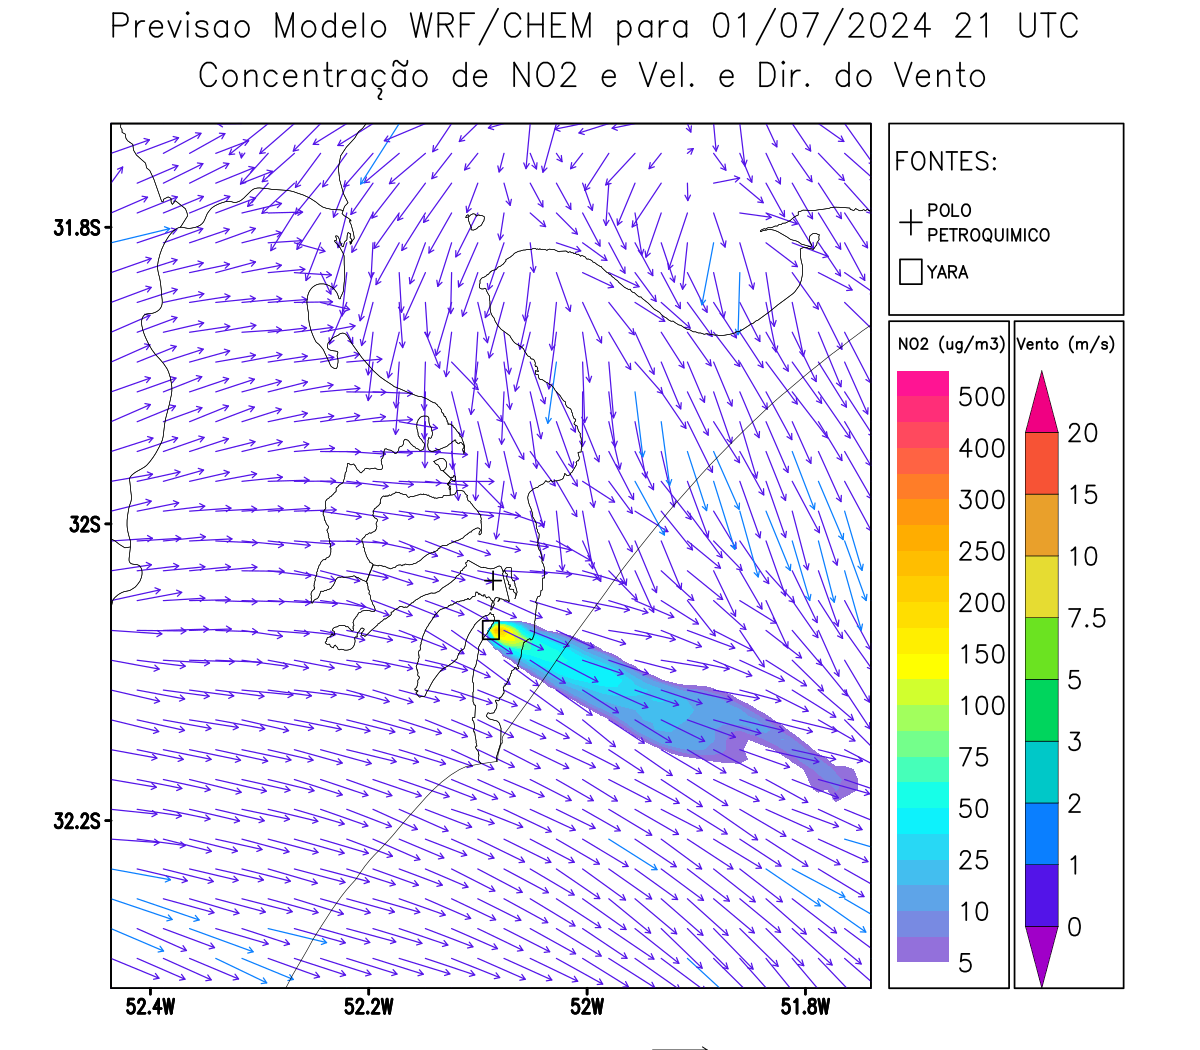 Previsao Modelo WRF/CHEM para 01/07/2024 21 UTC
Concentração de NO2 e Vel. e Dir. do Vento
FONTES:
POLO
PETROQUIMICO
YARA
NO2 (ug/m3)
500
400
300
250
200
150
100
75
50
25
10
5
Vento (m/s)
20
15
10
7.5
5
3
2
1
0
31.8S
32S
32.2S
52.4W
52.2W
52W
51.8W